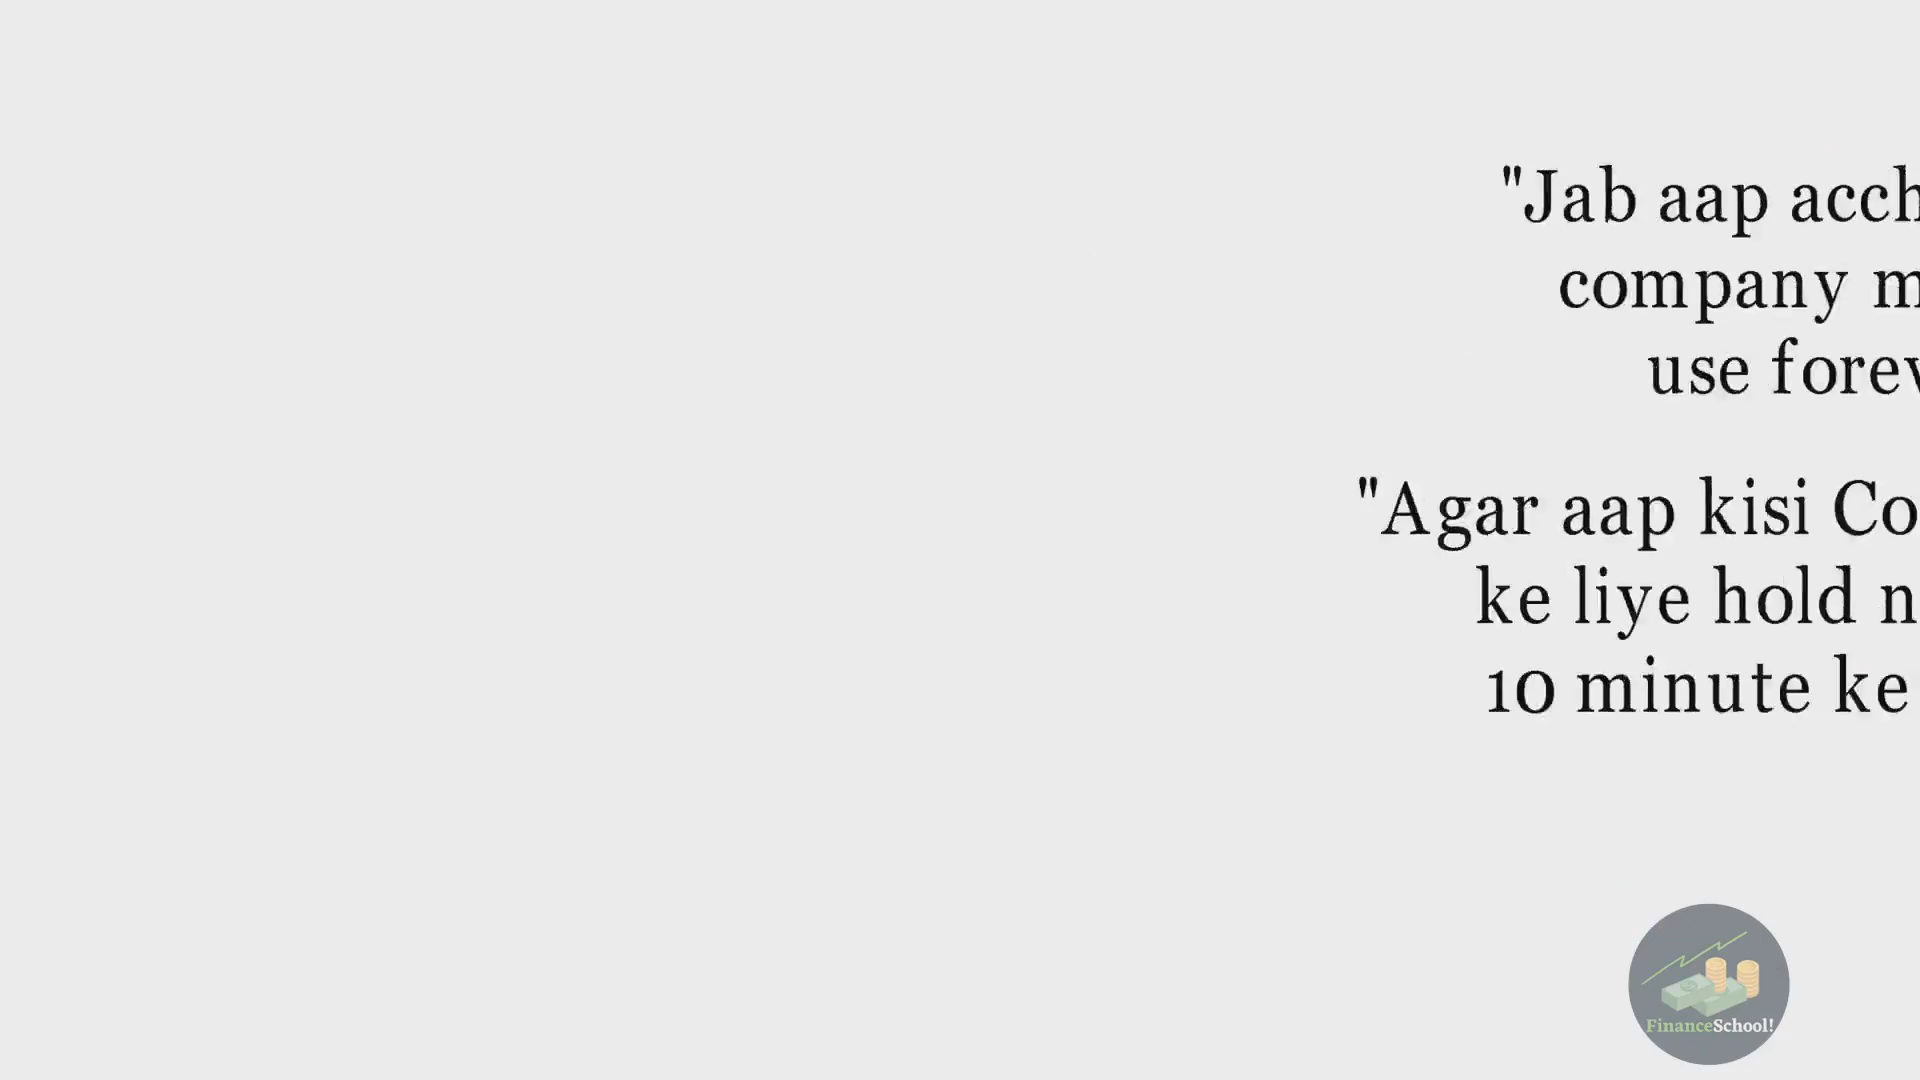 "Jab aap acch
company m
use forev
"Agar aap kisi Co
ke liye hold n
10 minute ke
FinanceSchool!